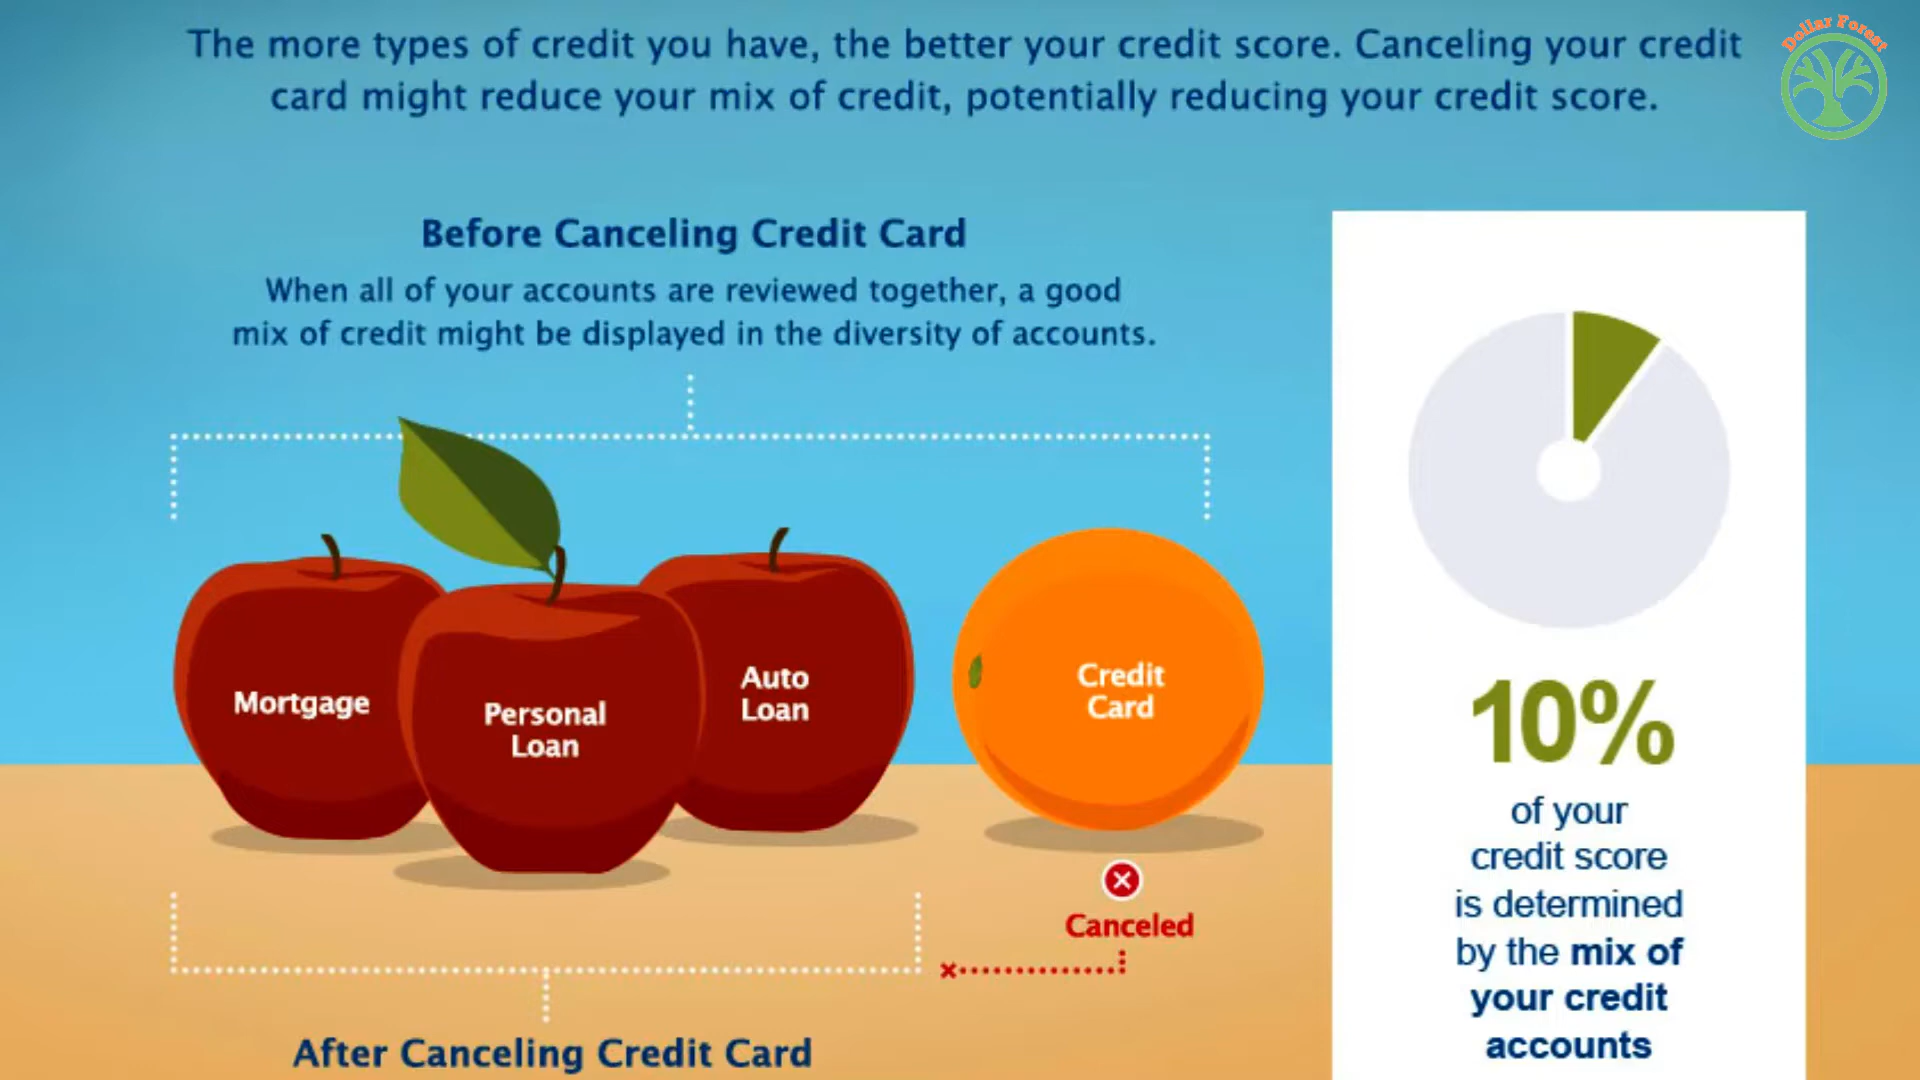 The more types of credit you have, the better your credit score. Canceling your credit
card might reduce your mix of credit, potentially reducing your credit score.
Dollar Forest
Before Canceling Credit Card
When all of your accounts are reviewed together, a good
mix of credit might be displayed in the diversity of accounts.
Mortgage
Personal
Loan
Auto
Loan
Credit
Card
Canceled
After Canceling Credit Card
10%
of your
credit score
is determined
by the mix of
your credit
accounts